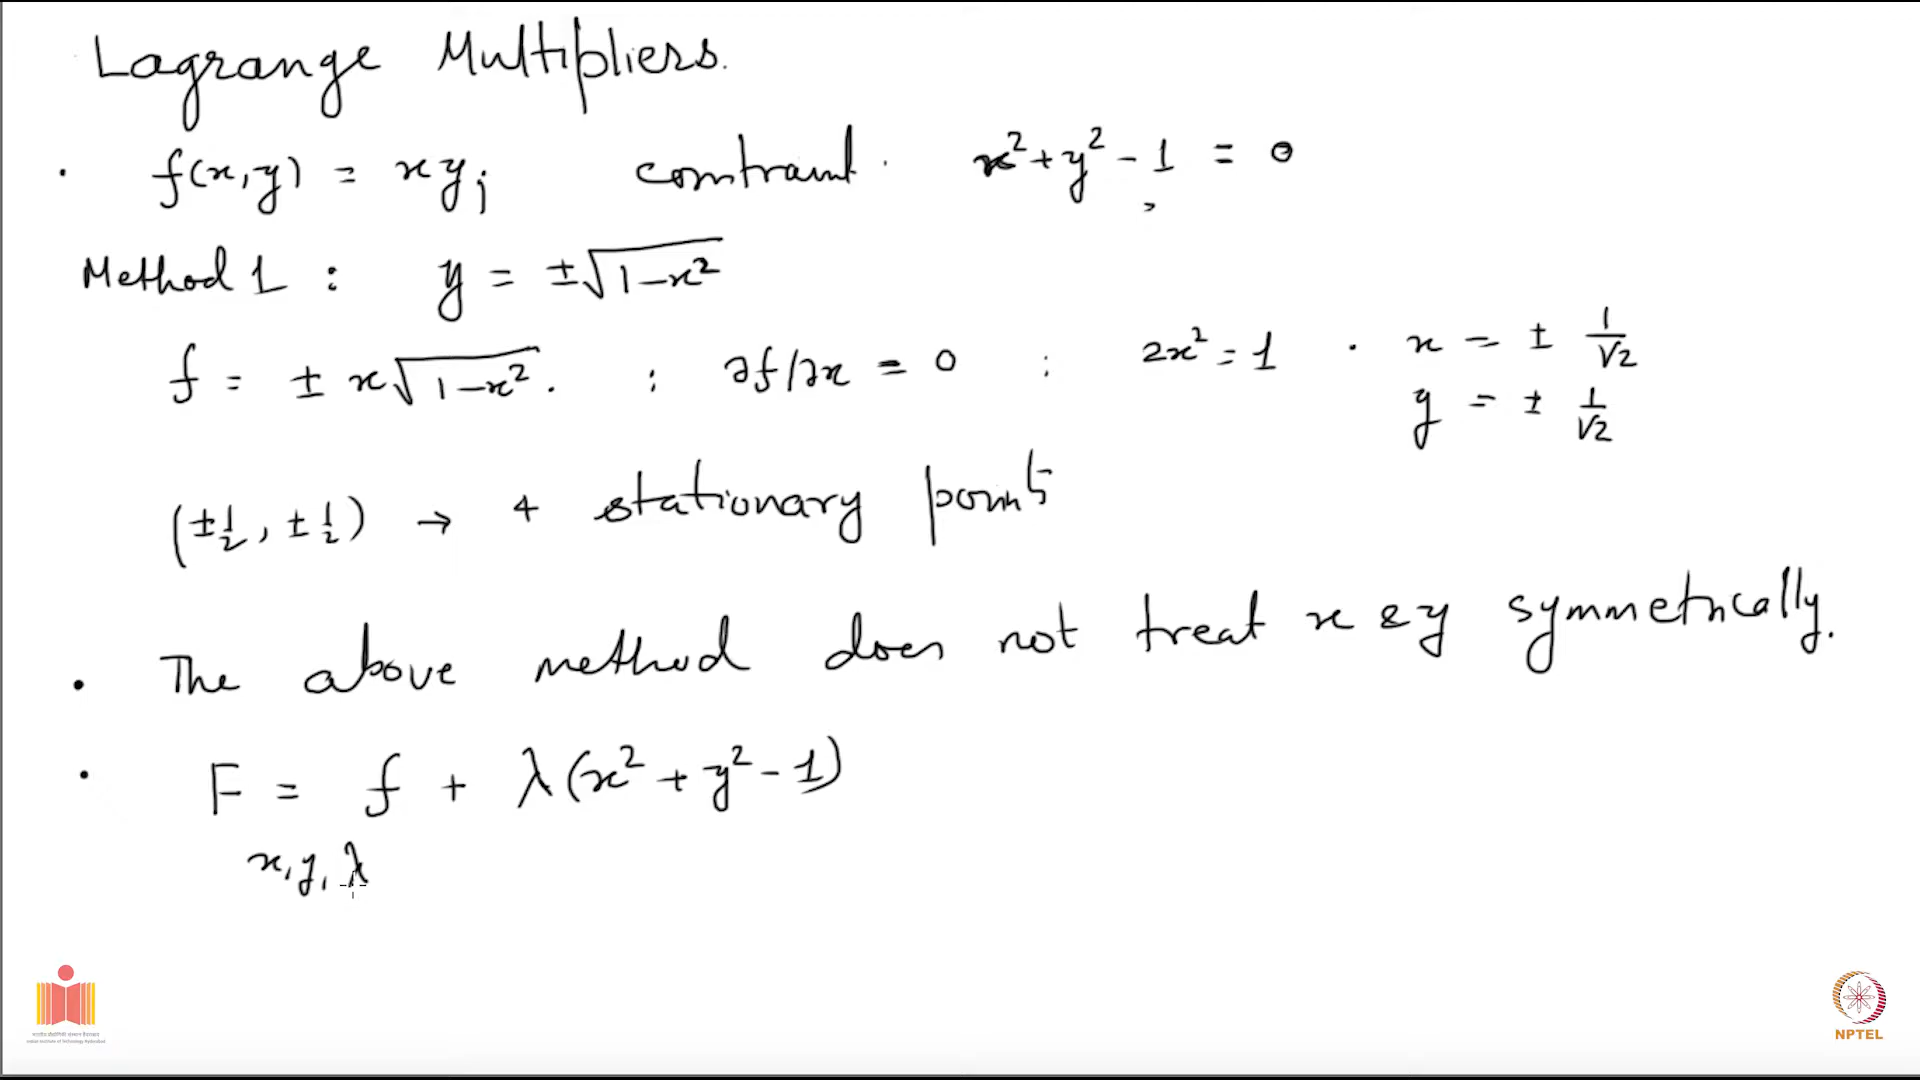 Lagrange Multipliers.
· f(x,y) = xy; constraint. x²+y²-1 = 0
Method 1 : y = ±√(1-x²)
f = ± x√(1-x²). : ∂f/∂x = 0 : 2x²=1 · x = ± 1/√2
y = ± 1/√2
(±1/2, ±1/2) → 4 stationary points
• The above method does not treat x & y symmetrically.
• F = f + λ(x²+y²-1)
x, y, λ
NPTEL